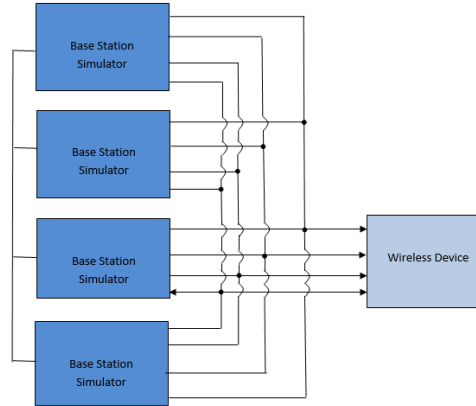 Base Station
Simulator
Base Station
Simulator
Base Station
Simulator
Wireless Device
Base Station
Simulator